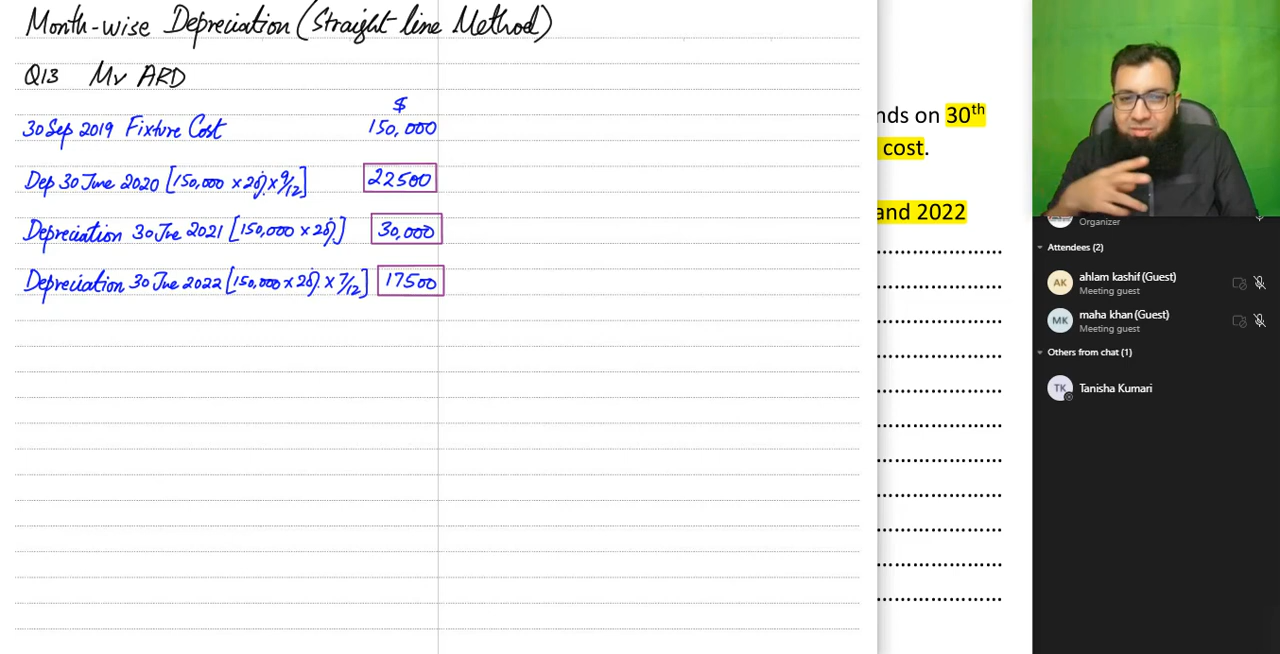 Month-wise Depreciation (Straight line Method)
Q13 Mr ARD
$
30 Sep 2019 Fixture Cost 150,000
Dep 30 June 2020 [150,000 × 20% × 9/12] 22500
Depreciation 30 Jue 2021 [150,000 × 20%] 30,000
Depreciation 30 Jue 2022 [150,000 × 20% × 7/12] 17500
nds on 30th
cost.
and 2022
Organizer
Attendees (2)
AK ahlam kashif (Guest)
Meeting guest
MK maha khan (Guest)
Meeting guest
Others from chat (1)
TK Tanisha Kumari